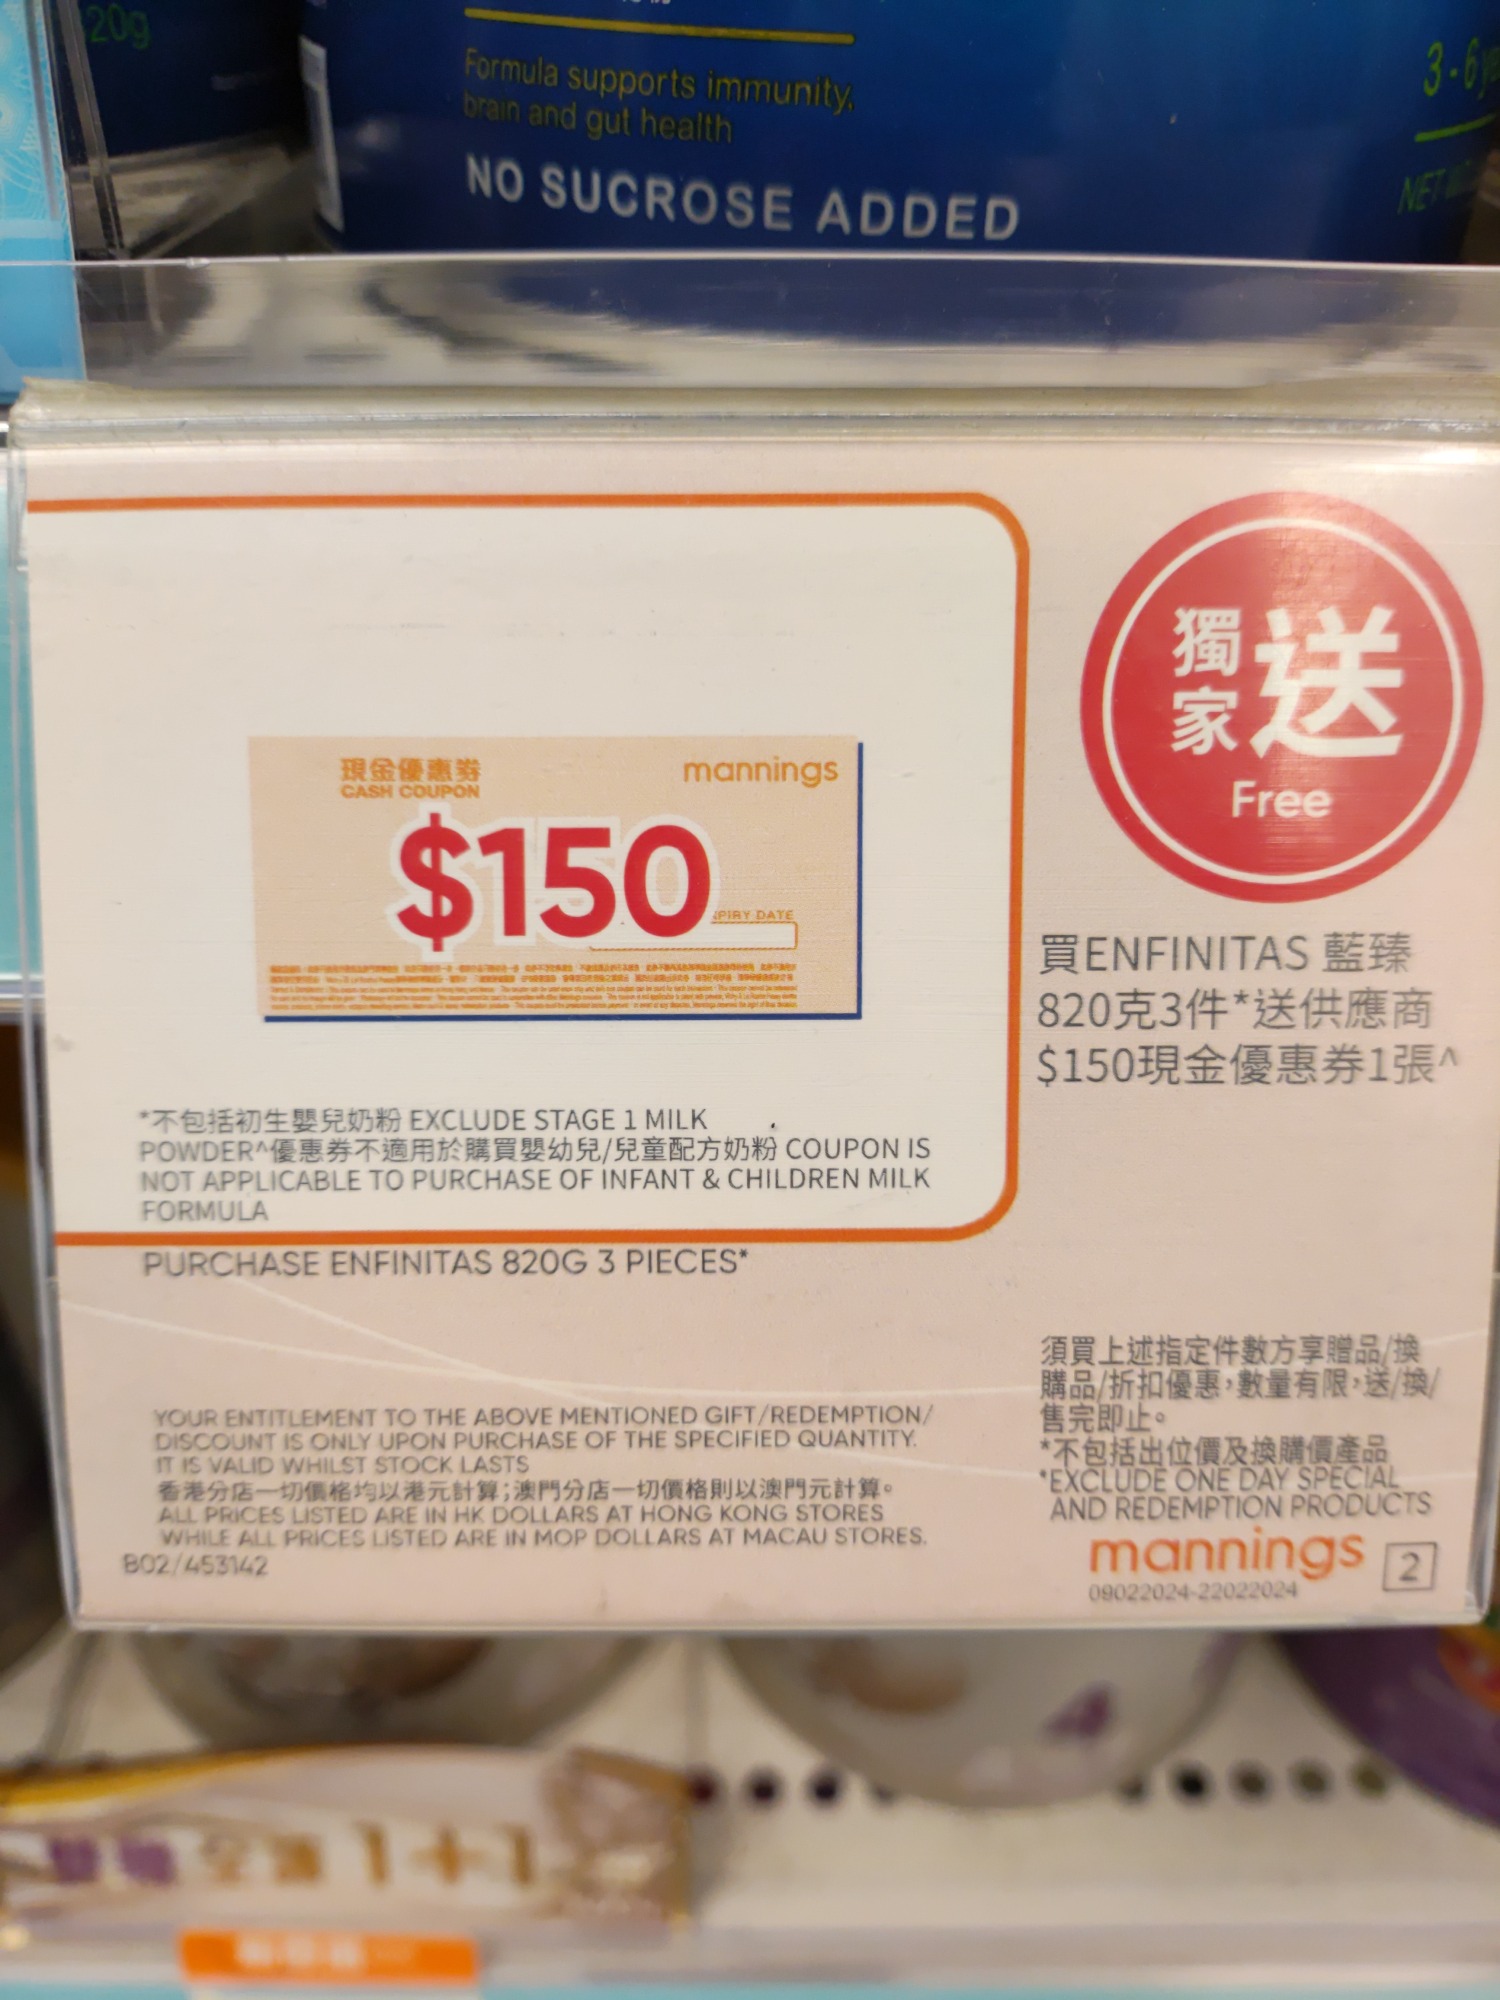 20g
Formula supports immunity,
brain and gut health
NO SUCROSE ADDED
3-6
NET
獨家送
Free
現金優惠券
CASH COUPON
mannings
$150
PIRY DATE
買ENFINITAS 藍臻
820克3件*送供應商
$150現金優惠券1張^
*不包括初生嬰兒奶粉 EXCLUDE STAGE 1 MILK
POWDER^優惠券不適用於購買嬰幼兒/兒童配方奶粉 COUPON IS
NOT APPLICABLE TO PURCHASE OF INFANT & CHILDREN MILK
FORMULA
PURCHASE ENFINITAS 820G 3 PIECES*
須買上述指定件數方享贈品/換
購品/折扣優惠，數量有限，送/換/
售完即止。
*不包括出位價及換購價產品
*EXCLUDE ONE DAY SPECIAL
AND REDEMPTION PRODUCTS
YOUR ENTITLEMENT TO THE ABOVE MENTIONED GIFT/REDEMPTION/
DISCOUNT IS ONLY UPON PURCHASE OF THE SPECIFIED QUANTITY.
IT IS VALID WHILST STOCK LASTS
香港分店一切價格均以港元計算；澳門分店一切價格則以澳門元計算。
ALL PRICES LISTED ARE IN HK DOLLARS AT HONG KONG STORES
WHILE ALL PRICES LISTED ARE IN MOP DOLLARS AT MACAU STORES.
B02/453142
mannings
2
09022024-22022024